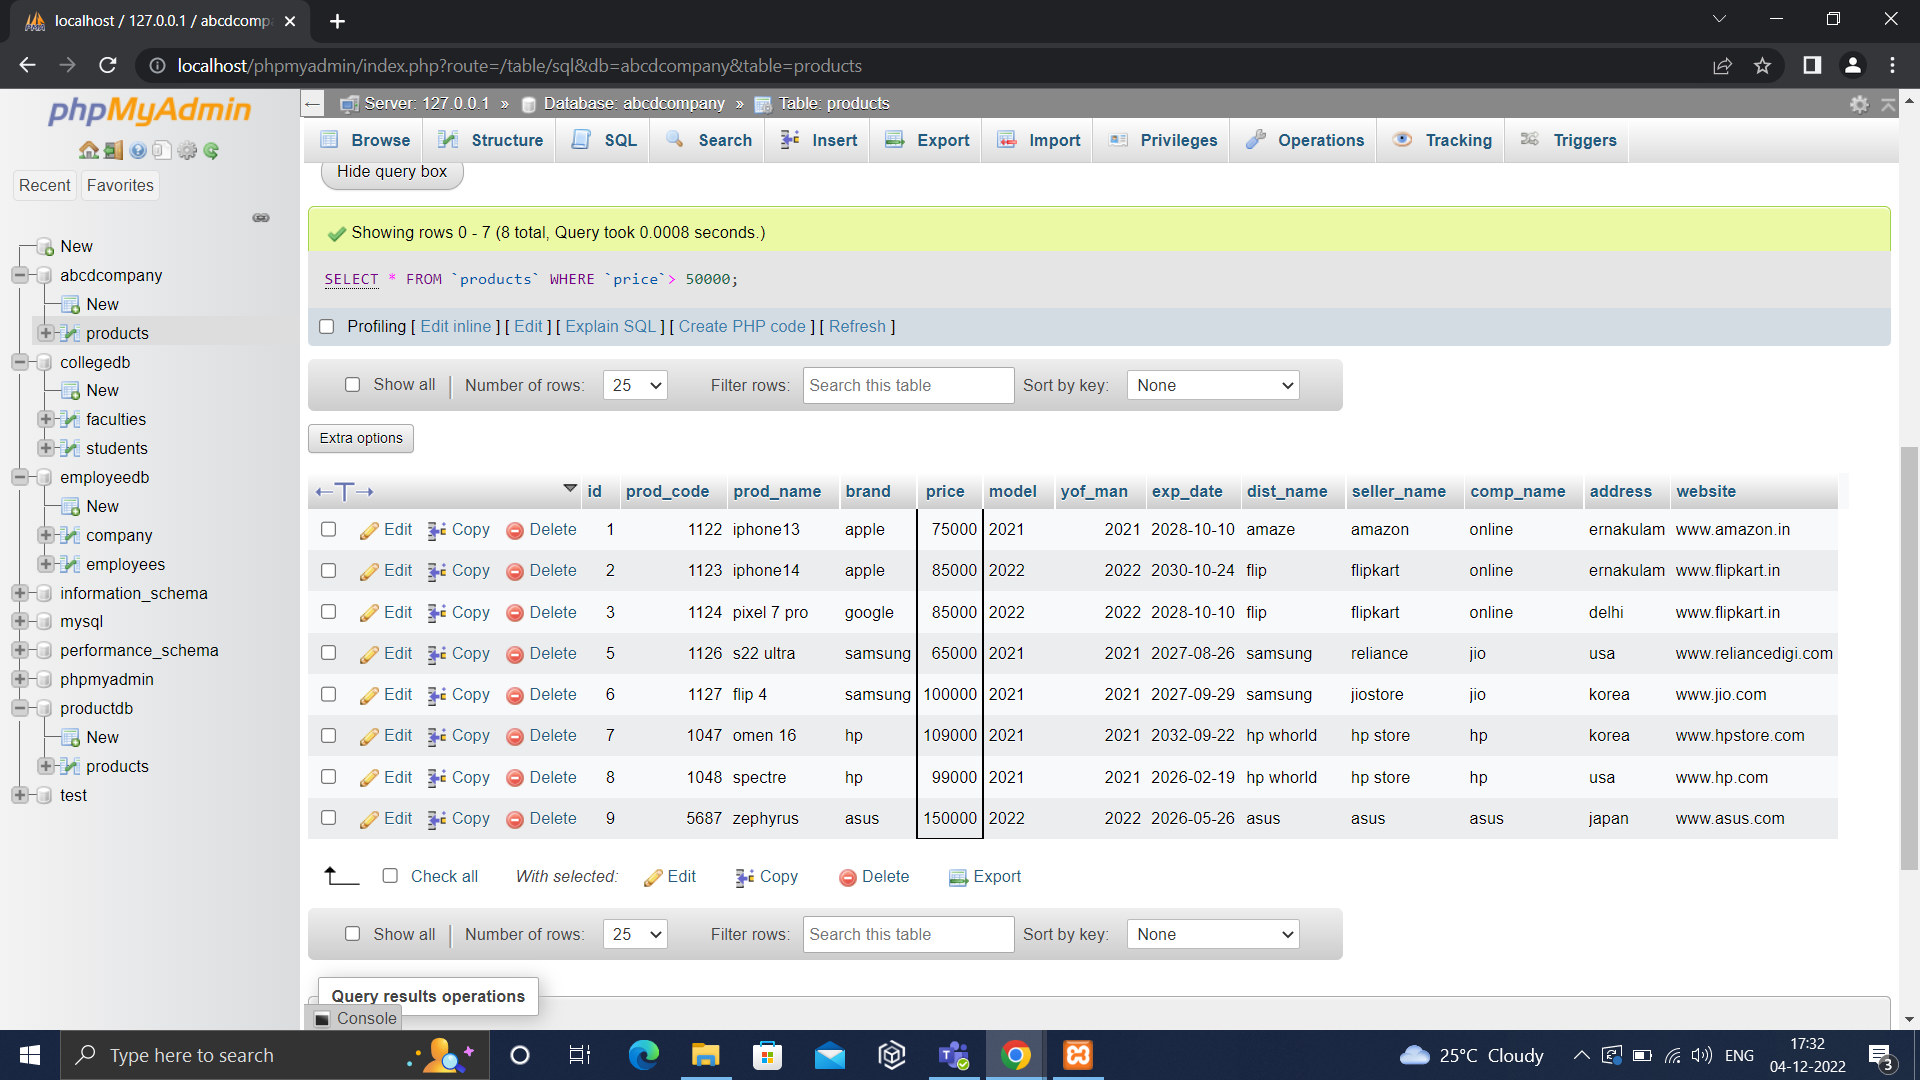 localhost / 127.0.0.1 / abcdcompa
localhost/phpmyadmin/index.php?route=/table/sql&db=abcdcompany&table=products
phpMyAdmin
Recent Favorites
New
abcdcompany
New
products
collegedb
New
faculties
students
employeedb
New
company
employees
information_schema
mysql
performance_schema
phpmyadmin
productdb
New
products
test
Server: 127.0.0.1 » Database: abcdcompany » Table: products
Browse Structure SQL Search Insert Export Import Privileges Operations Tracking Triggers
Hide query box
Showing rows 0 - 7 (8 total, Query took 0.0008 seconds.)
SELECT * FROM `products` WHERE `price`> 50000;
Profiling [ Edit inline ] [ Edit ] [ Explain SQL ] [ Create PHP code ] [ Refresh ]
Show all Number of rows: 25 Filter rows: Search this table Sort by key: None
Extra options
←T→ id prod_code prod_name brand price model yof_man exp_date dist_name seller_name comp_name address website
Edit Copy Delete 1 1122 iphone13 apple 75000 2021 2021 2028-10-10 amaze amazon online ernakulam www.amazon.in
Edit Copy Delete 2 1123 iphone14 apple 85000 2022 2022 2030-10-24 flip flipkart online ernakulam www.flipkart.in
Edit Copy Delete 3 1124 pixel 7 pro google 85000 2022 2022 2028-10-10 flip flipkart online delhi www.flipkart.in
Edit Copy Delete 5 1126 s22 ultra samsung 65000 2021 2021 2027-08-26 samsung reliance jio usa www.reliancedigi.com
Edit Copy Delete 6 1127 flip 4 samsung 100000 2021 2021 2027-09-29 samsung jiostore jio korea www.jio.com
Edit Copy Delete 7 1047 omen 16 hp 109000 2021 2021 2032-09-22 hp whorld hp store hp korea www.hpstore.com
Edit Copy Delete 8 1048 spectre hp 99000 2021 2021 2026-02-19 hp whorld hp store hp usa www.hp.com
Edit Copy Delete 9 5687 zephyrus asus 150000 2022 2022 2026-05-26 asus asus asus japan www.asus.com
Check all With selected: Edit Copy Delete Export
Show all Number of rows: 25 Filter rows: Search this table Sort by key: None
Query results operations
Console
Type here to search
25°C Cloudy
ENG
17:32
04-12-2022
3